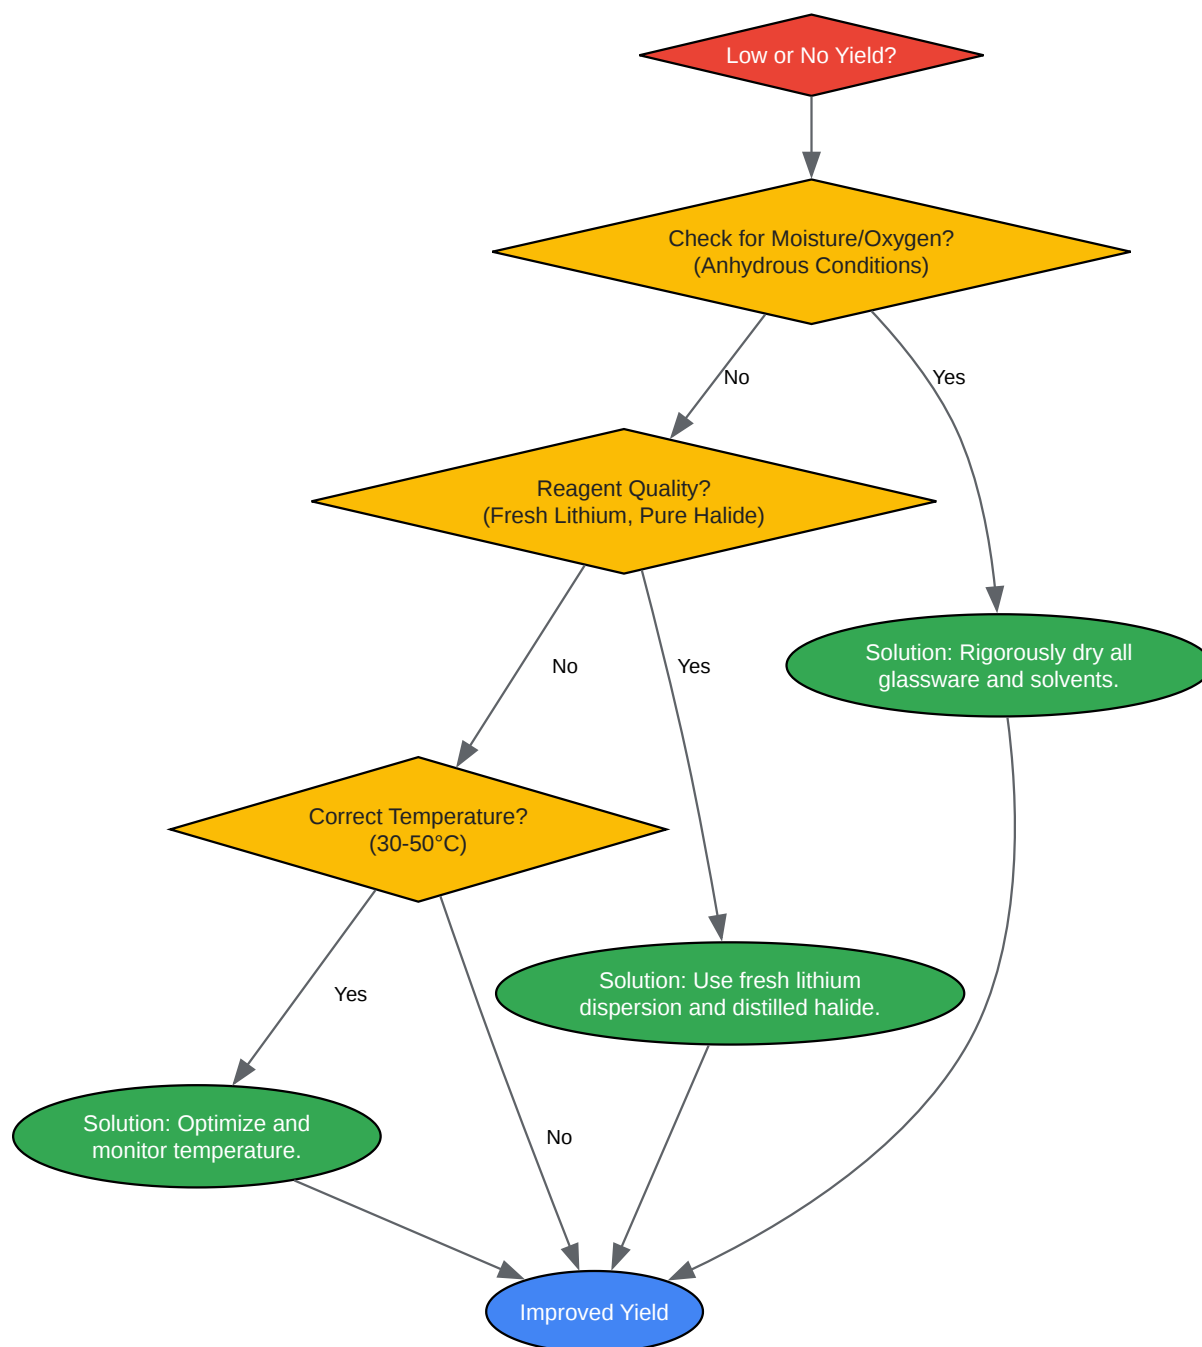 Low or No Yield?
Check for Moisture/Oxygen?
(Anhydrous Conditions)
No
Yes
Reagent Quality?
(Fresh Lithium, Pure Halide)
No
Yes
Solution: Rigorously dry all
glassware and solvents.
Correct Temperature?
(30-50°C)
Yes
No
Solution: Use fresh lithium
dispersion and distilled halide.
Solution: Optimize and
monitor temperature.
Improved Yield